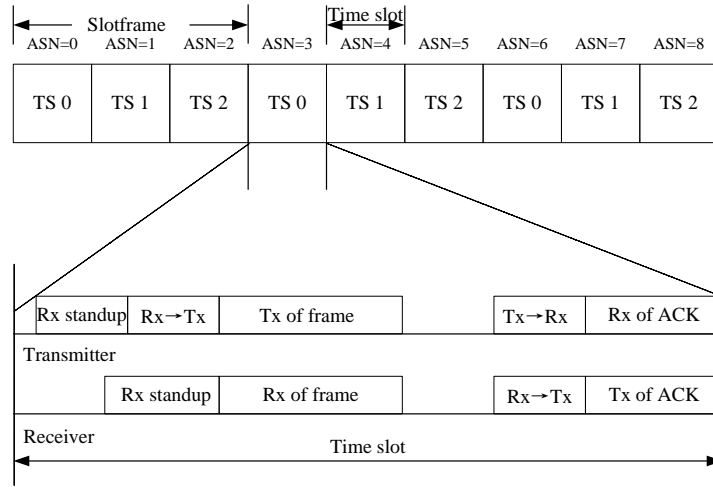 Slotframe
Time slot
ASN=0 ASN=1 ASN=2 ASN=3 ASN=4 ASN=5 ASN=6 ASN=7 ASN=8
TS 0 TS 1 TS 2 TS 0 TS 1 TS 2 TS 0 TS 1 TS 2
Rx standup Rx→Tx Tx of frame Tx→Rx Rx of ACK
Transmitter
Rx standup Rx of frame Rx→Tx Tx of ACK
Receiver
Time slot